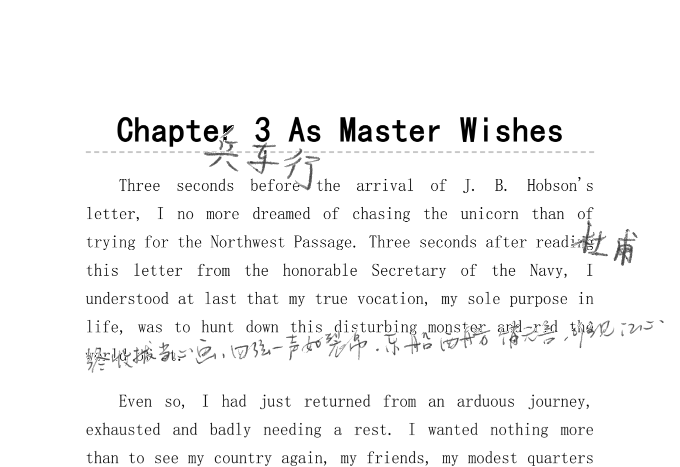 Chapter 3 As Master Wishes
兵车行
Three seconds before the arrival of J. B. Hobson's
letter, I no more dreamed of chasing the unicorn than of
trying for the Northwest Passage. Three seconds after reading
杜甫
this letter from the honorable Secretary of the Navy, I
understood at last that my true vocation, my sole purpose in
life, was to hunt down this disturbing monster and rid the
终收拨当心画，四弦一声如裂帛．东船西舫悄无言，唯见江心
Even so, I had just returned from an arduous journey,
exhausted and badly needing a rest. I wanted nothing more
than to see my country again, my friends, my modest quarters